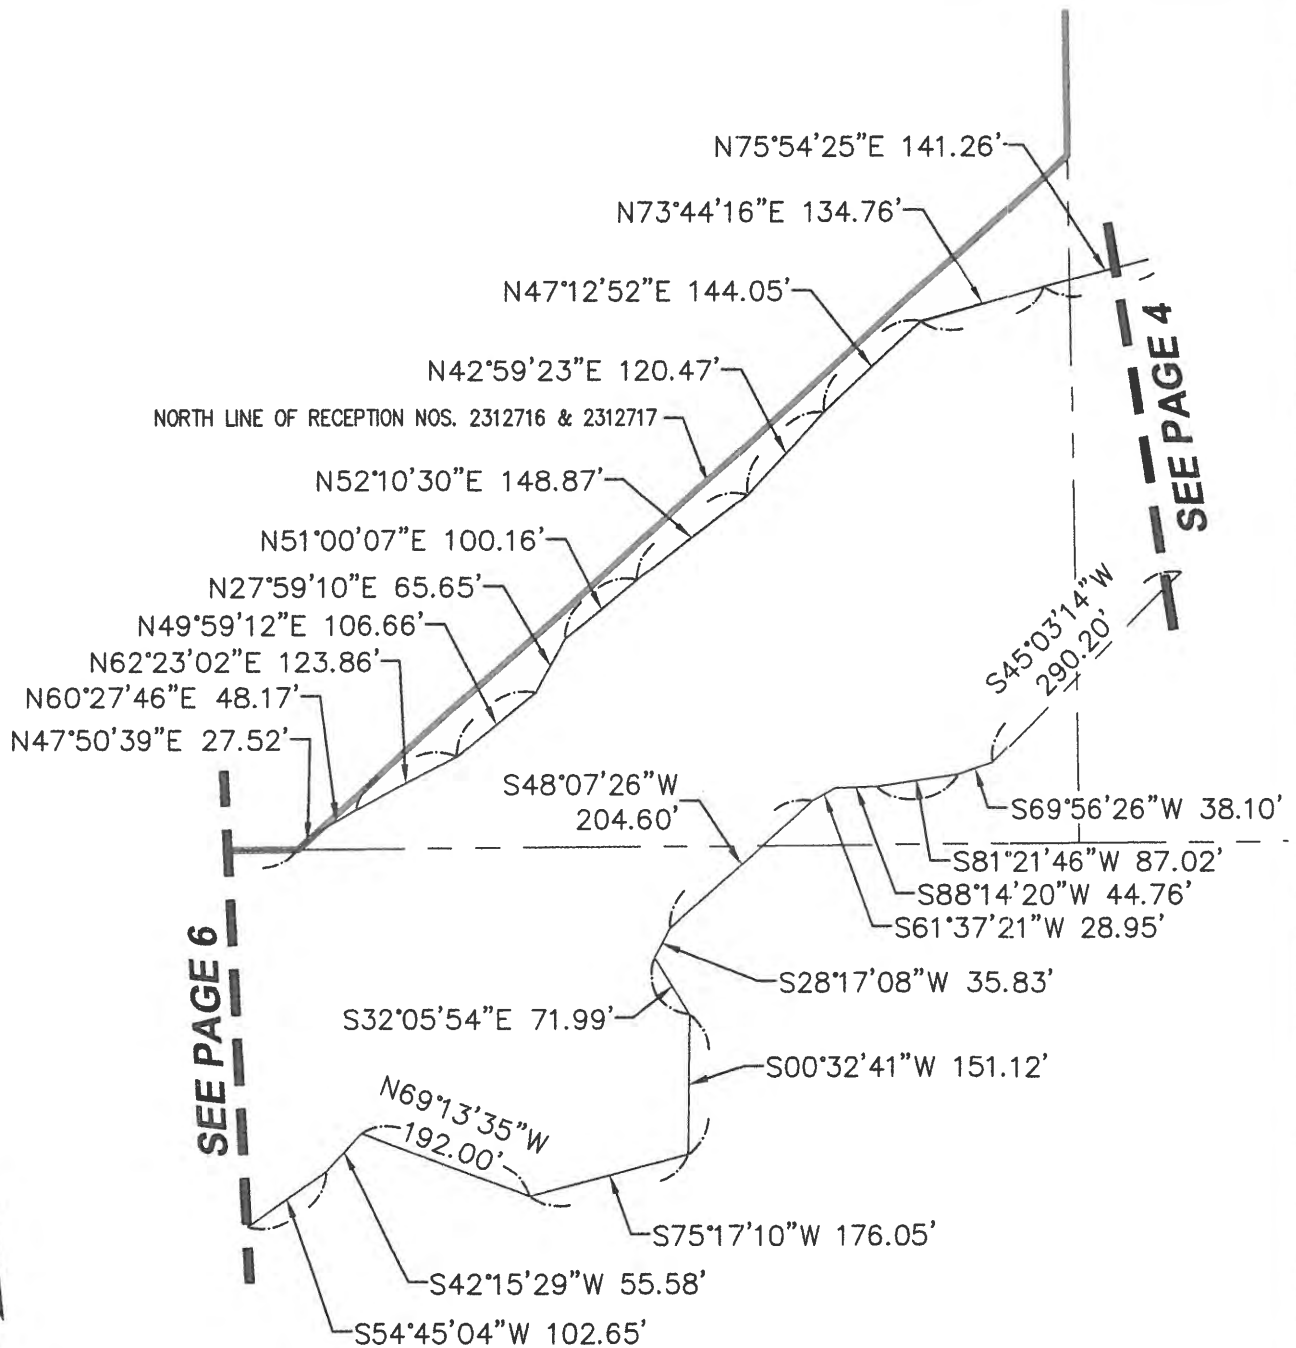 N75°54'25"E 141.26'
N73°44'16"E 134.76'
N47°12'52"E 144.05'
N42°59'23"E 120.47'
NORTH LINE OF RECEPTION NOS. 2312716 & 2312717
N52°10'30"E 148.87'
N51°00'07"E 100.16'
N27°59'10"E 65.65'
N49°59'12"E 106.66'
N62°23'02"E 123.86'
N60°27'46"E 48.17'
N47°50'39"E 27.52'
SEE PAGE 4
S45°03'14"W
290.20'
S48°07'26"W
204.60'
S69°56'26"W 38.10'
S81°21'46"W 87.02'
S88°14'20"W 44.76'
S61°37'21"W 28.95'
S28°17'08"W 35.83'
S32°05'54"E 71.99'
S00°32'41"W 151.12'
SEE PAGE 6
N69°13'35"W
192.00'
S75°17'10"W 176.05'
S42°15'29"W 55.58'
S54°45'04"W 102.65'